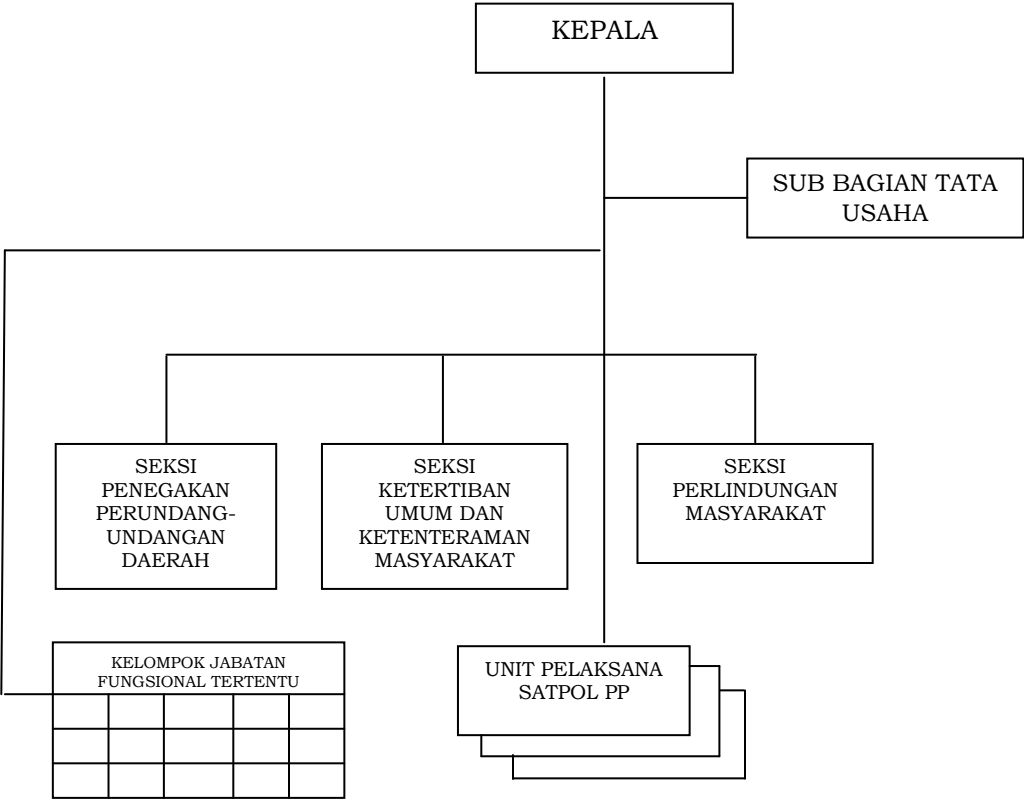 KEPALA
SUB BAGIAN TATA
USAHA
SEKSI
PENEGAKAN
PERUNDANG-
UNDANGAN
DAERAH
SEKSI
KETERTIBAN
UMUM DAN
KETENTERAMAN
MASYARAKAT
SEKSI
PERLINDUNGAN
MASYARAKAT
KELOMPOK JABATAN
FUNGSIONAL TERTENTU
UNIT PELAKSANA
SATPOL PP